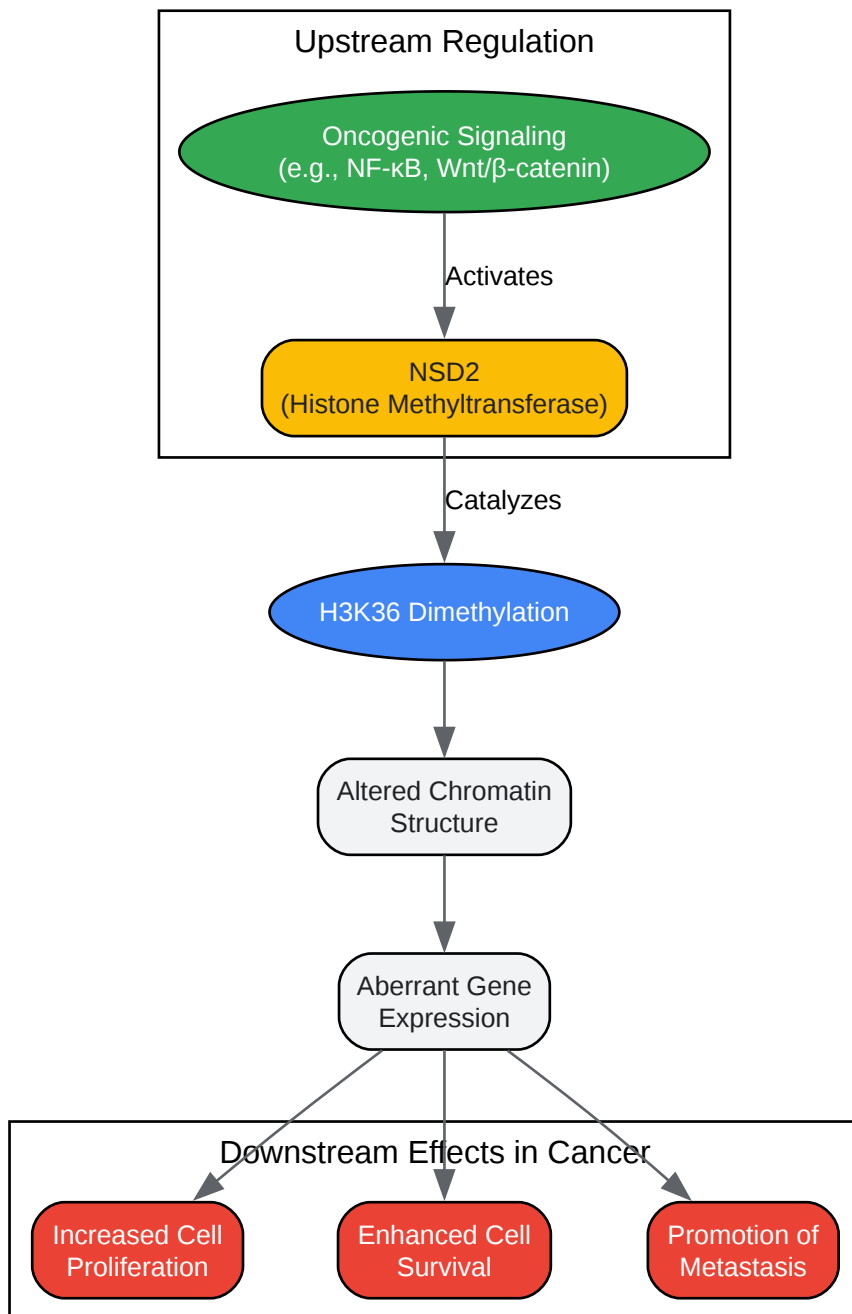 Upstream Regulation
Oncogenic Signaling
(e.g., NF-κB, Wnt/β-catenin)
Activates
NSD2
(Histone Methyltransferase)
Catalyzes
H3K36 Dimethylation
Altered Chromatin
Structure
Aberrant Gene
Expression
Downstream Effects in Cancer
Increased Cell
Proliferation
Enhanced Cell
Survival
Promotion of
Metastasis